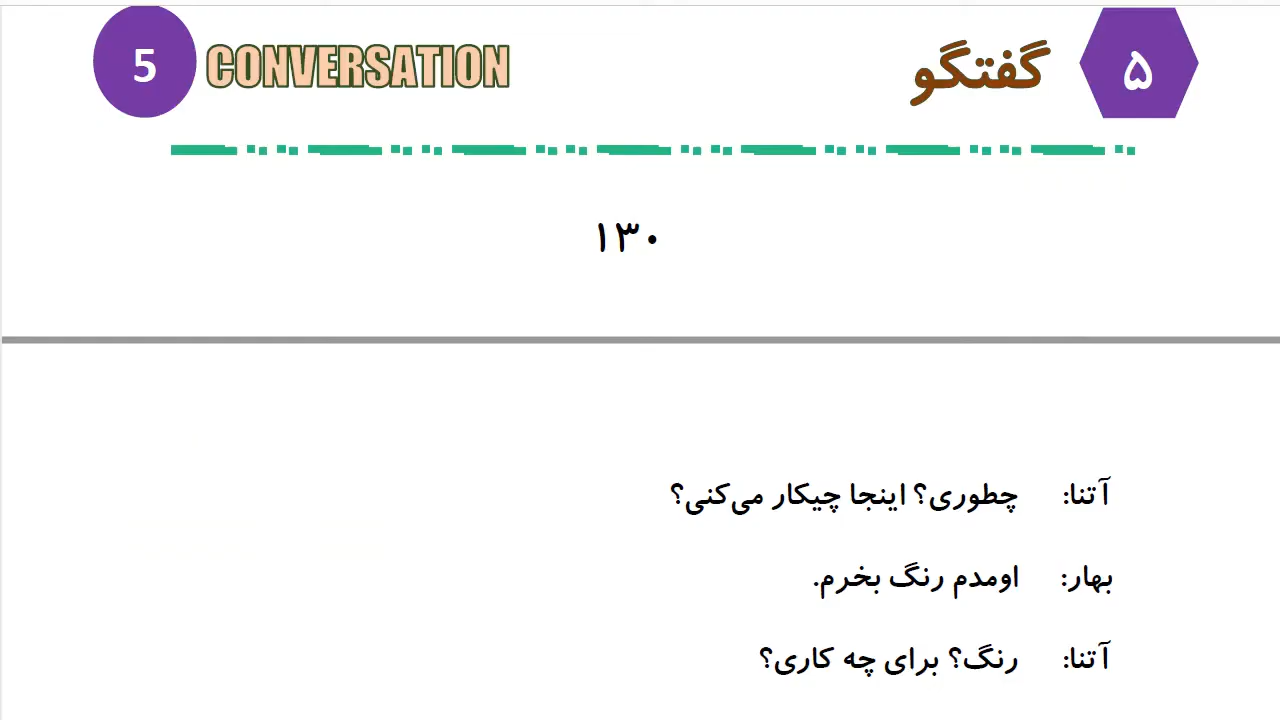 5 CONVERSATION گفتگو ۵
۱۳۰
آتنا: چطوری؟ اینجا چیکار می‌کنی؟
بهار: اومدم رنگ بخرم.
آتنا: رنگ؟ برای چه کاری؟